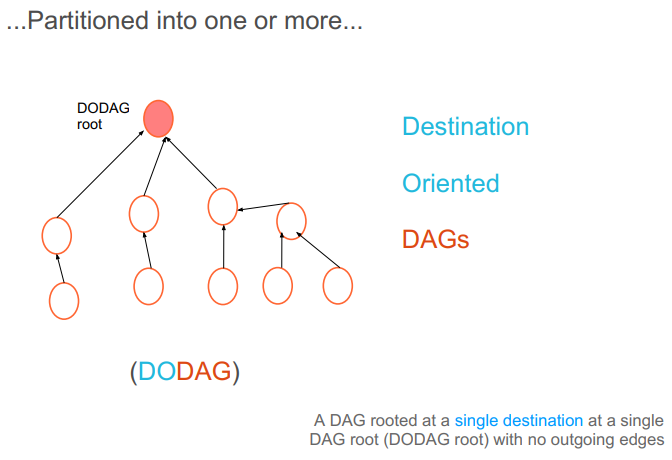 ...Partitioned into one or more...
DODAG
root
Destination
Oriented
DAGs
(DODAG)
A DAG rooted at a single destination at a single
DAG root (DODAG root) with no outgoing edges